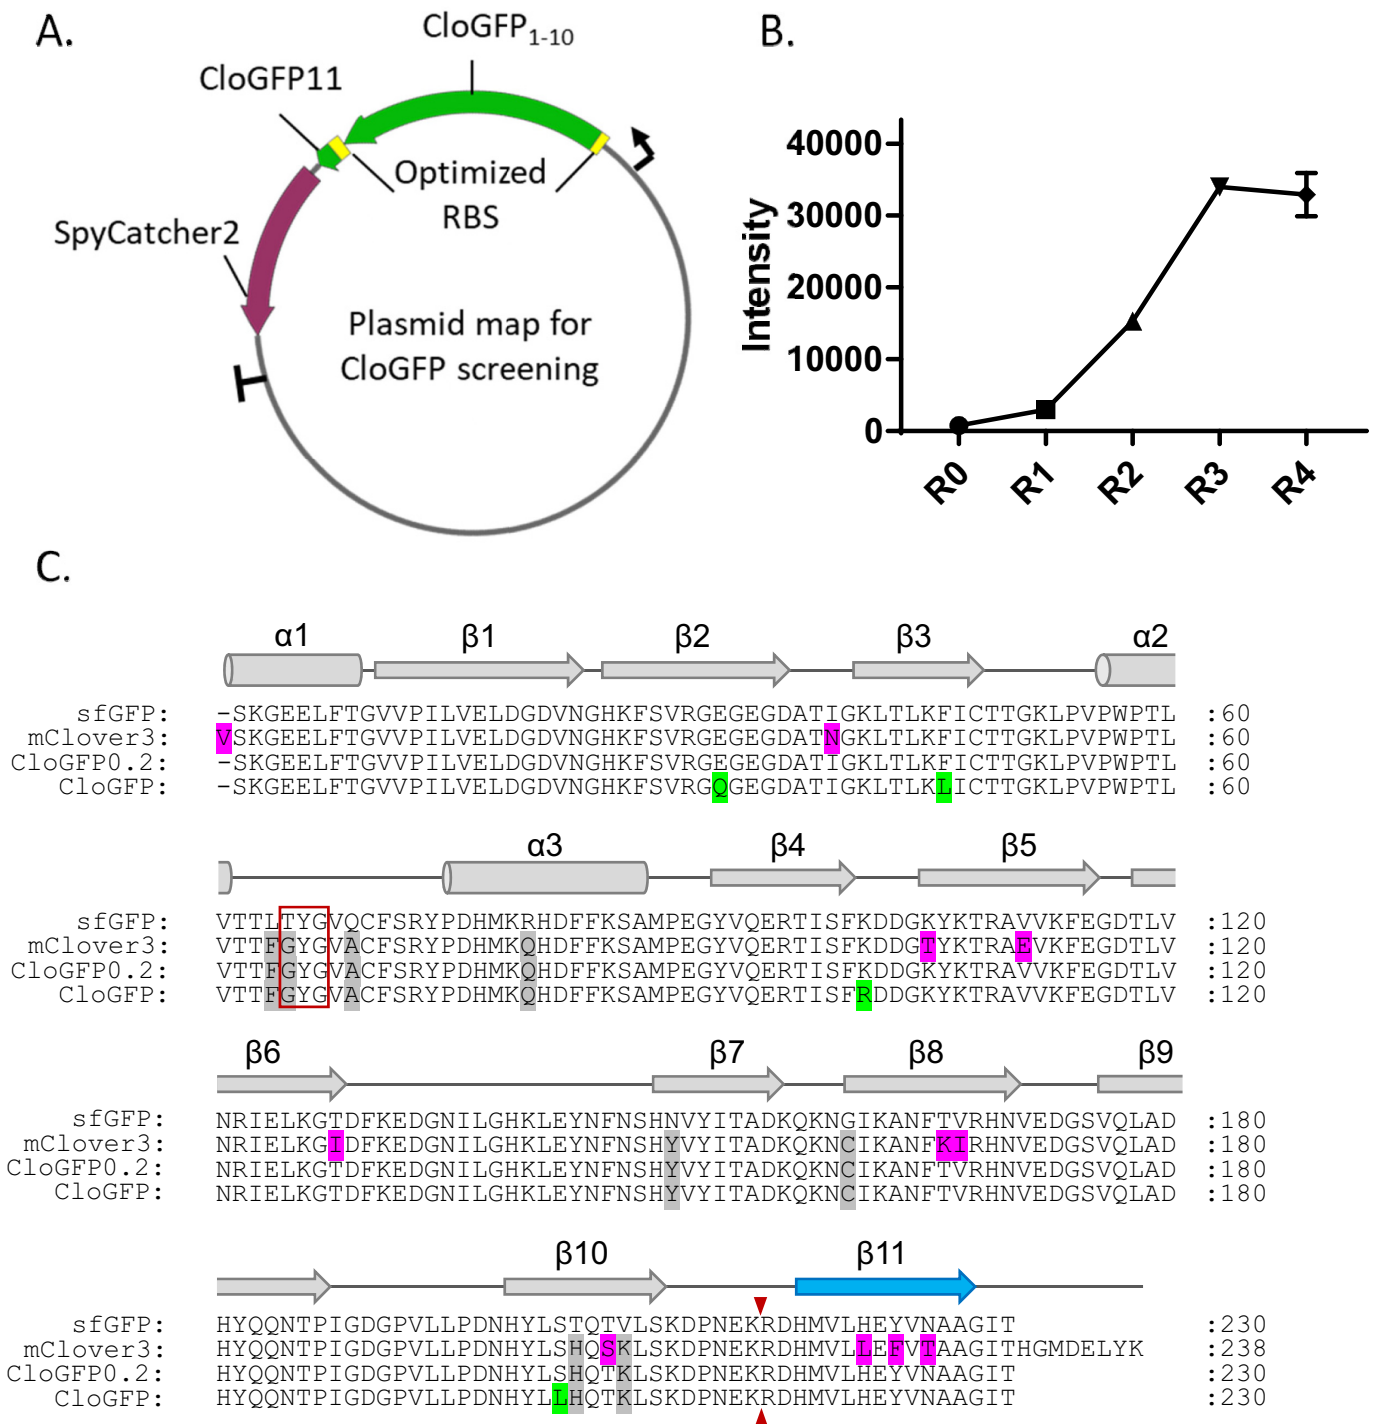 A.
CloGFP1-10
CloGFP11
Optimized
RBS
SpyCatcher2
Plasmid map for
CloGFP screening
B.
Intensity
40000
30000
20000
10000
0
R0 R1 R2 R3 R4
C.
α1 β1 β2 β3 α2
sfGFP: -SKGEELFTGVVPILVELDGDVNGHKFSVRGEGEGDATIGKLTLKFICTTGKLPVPWPTL :60
mClover3: VSKGEELFTGVVPILVELDGDVNGHKFSVRGEGEGDATNGKLTLKFICTTGKLPVPWPTL :60
CloGFP0.2: -SKGEELFTGVVPILVELDGDVNGHKFSVRGEGEGDATIGKLTLKFICTTGKLPVPWPTL :60
CloGFP: -SKGEELFTGVVPILVELDGDVNGHKFSVRGQGEGDATIGKLTLKLICTTGKLPVPWPTL :60
α3 β4 β5
sfGFP: VTTLTYGVQCFSRYPDHMKRHDFFKSAMPEGYVQERTISFKDDGKYKTRAVVKFEGDTLV :120
mClover3: VTTFGYGVACFSRYPDHMKQHDFFKSAMPEGYVQERTISFKDDGTYKTRAEVKFEGDTLV :120
CloGFP0.2: VTTFGYGVACFSRYPDHMKQHDFFKSAMPEGYVQERTISFKDDGKYKTRAVVKFEGDTLV :120
CloGFP: VTTFGYGVACFSRYPDHMKQHDFFKSAMPEGYVQERTISFRDDGKYKTRAVVKFEGDTLV :120
β6 β7 β8 β9
sfGFP: NRIELKGTDFKEDGNILGHKLEYNFNSHNVYITADKQKNGIKANFTVRHNVEDGSVQLAD :180
mClover3: NRIELKGIDFKEDGNILGHKLEYNFNSHYVYITADKQKNCIKANFKIRHNVEDGSVQLAD :180
CloGFP0.2: NRIELKGTDFKEDGNILGHKLEYNFNSHYVYITADKQKNCIKANFTVRHNVEDGSVQLAD :180
CloGFP: NRIELKGTDFKEDGNILGHKLEYNFNSHYVYITADKQKNCIKANFTVRHNVEDGSVQLAD :180
β10 β11
sfGFP: HYQQNTPIGDGPVLLPDNHYLSTQTVLSKDPNEKRDHMVLHEYVNAAGIT :230
mClover3: HYQQNTPIGDGPVLLPDNHYLSHQSKLSKDPNEKRDHMVLLEFVTAAGITHGMDELYK :238
CloGFP0.2: HYQQNTPIGDGPVLLPDNHYLSHQTKLSKDPNEKRDHMVLHEYVNAAGIT :230
CloGFP: HYQQNTPIGDGPVLLPDNHYLLHQTKLSKDPNEKRDHMVLHEYVNAAGIT :230